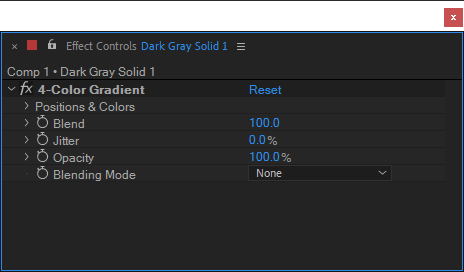 × Effect Controls Dark Gray Solid 1 ≡
Comp 1 • Dark Gray Solid 1
fx 4-Color Gradient Reset
Positions & Colors
Blend 100.0
Jitter 0.0%
Opacity 100.0%
Blending Mode None